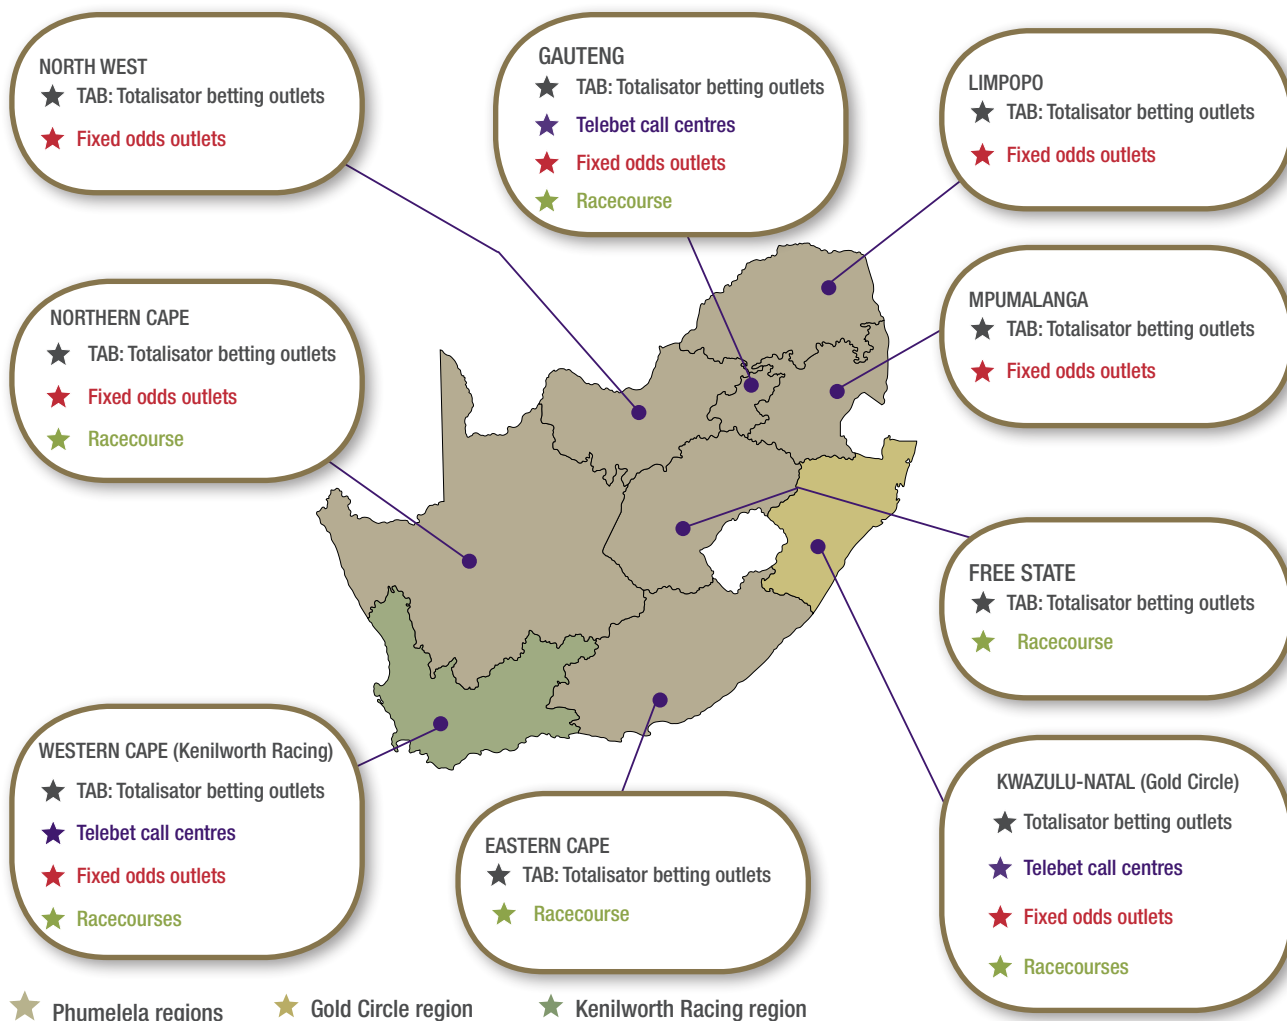 NORTH WEST
TAB: Totalisator betting outlets
Fixed odds outlets
GAUTENG
TAB: Totalisator betting outlets
Telebet call centres
Fixed odds outlets
Racecourse
LIMPOPO
TAB: Totalisator betting outlets
Fixed odds outlets
NORTHERN CAPE
TAB: Totalisator betting outlets
Fixed odds outlets
Racecourse
MPUMALANGA
TAB: Totalisator betting outlets
Fixed odds outlets
FREE STATE
TAB: Totalisator betting outlets
Racecourse
WESTERN CAPE (Kenilworth Racing)
TAB: Totalisator betting outlets
Telebet call centres
Fixed odds outlets
Racecourses
EASTERN CAPE
TAB: Totalisator betting outlets
Racecourse
KWAZULU-NATAL (Gold Circle)
Totalisator betting outlets
Telebet call centres
Fixed odds outlets
Racecourses
Phumelela regions
Gold Circle region
Kenilworth Racing region